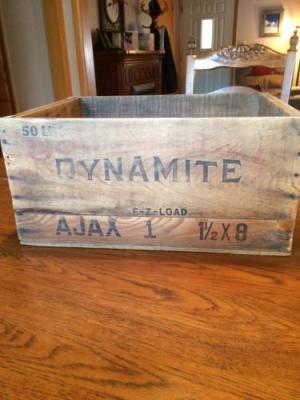 50 LBS
DYNAMITE
E-Z-LOAD
AJAX 1 1½ X 8